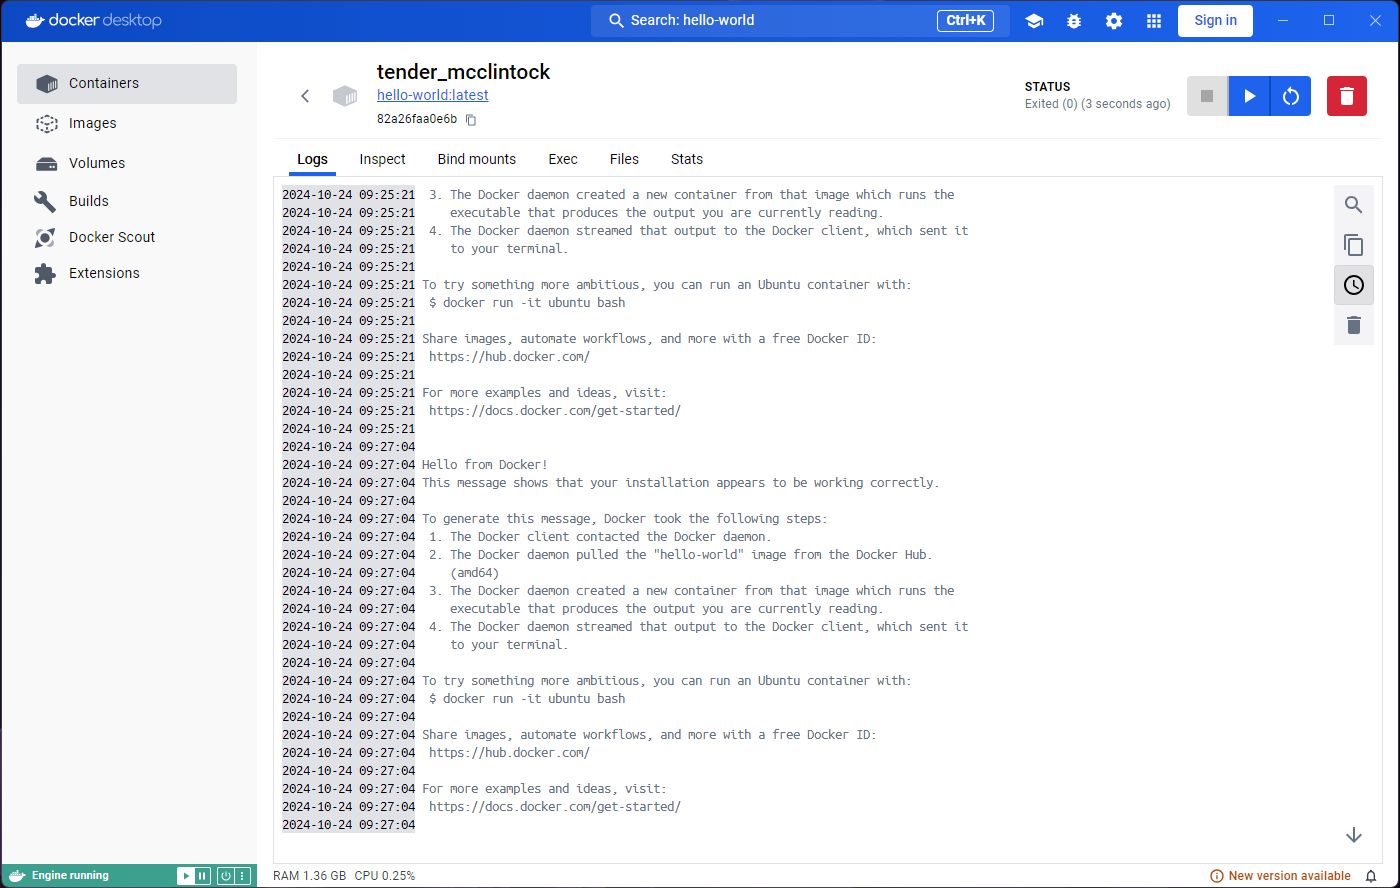 docker desktop
Search: hello-world
Ctrl+K
Sign in
Containers
Images
Volumes
Builds
Docker Scout
Extensions
tender_mcclintock
hello-world:latest
82a26faa0e6b
STATUS
Exited (0) (3 seconds ago)
Logs Inspect Bind mounts Exec Files Stats
2024-10-24 09:25:21  3. The Docker daemon created a new container from that image which runs the
2024-10-24 09:25:21     executable that produces the output you are currently reading.
2024-10-24 09:25:21  4. The Docker daemon streamed that output to the Docker client, which sent it
2024-10-24 09:25:21     to your terminal.
2024-10-24 09:25:21
2024-10-24 09:25:21 To try something more ambitious, you can run an Ubuntu container with:
2024-10-24 09:25:21  $ docker run -it ubuntu bash
2024-10-24 09:25:21
2024-10-24 09:25:21 Share images, automate workflows, and more with a free Docker ID:
2024-10-24 09:25:21  https://hub.docker.com/
2024-10-24 09:25:21
2024-10-24 09:25:21 For more examples and ideas, visit:
2024-10-24 09:25:21  https://docs.docker.com/get-started/
2024-10-24 09:25:21
2024-10-24 09:27:04
2024-10-24 09:27:04 Hello from Docker!
2024-10-24 09:27:04 This message shows that your installation appears to be working correctly.
2024-10-24 09:27:04
2024-10-24 09:27:04 To generate this message, Docker took the following steps:
2024-10-24 09:27:04  1. The Docker client contacted the Docker daemon.
2024-10-24 09:27:04  2. The Docker daemon pulled the "hello-world" image from the Docker Hub.
2024-10-24 09:27:04     (amd64)
2024-10-24 09:27:04  3. The Docker daemon created a new container from that image which runs the
2024-10-24 09:27:04     executable that produces the output you are currently reading.
2024-10-24 09:27:04  4. The Docker daemon streamed that output to the Docker client, which sent it
2024-10-24 09:27:04     to your terminal.
2024-10-24 09:27:04
2024-10-24 09:27:04 To try something more ambitious, you can run an Ubuntu container with:
2024-10-24 09:27:04  $ docker run -it ubuntu bash
2024-10-24 09:27:04
2024-10-24 09:27:04 Share images, automate workflows, and more with a free Docker ID:
2024-10-24 09:27:04  https://hub.docker.com/
2024-10-24 09:27:04
2024-10-24 09:27:04 For more examples and ideas, visit:
2024-10-24 09:27:04  https://docs.docker.com/get-started/
2024-10-24 09:27:04
Engine running
RAM 1.36 GB CPU 0.25%
New version available